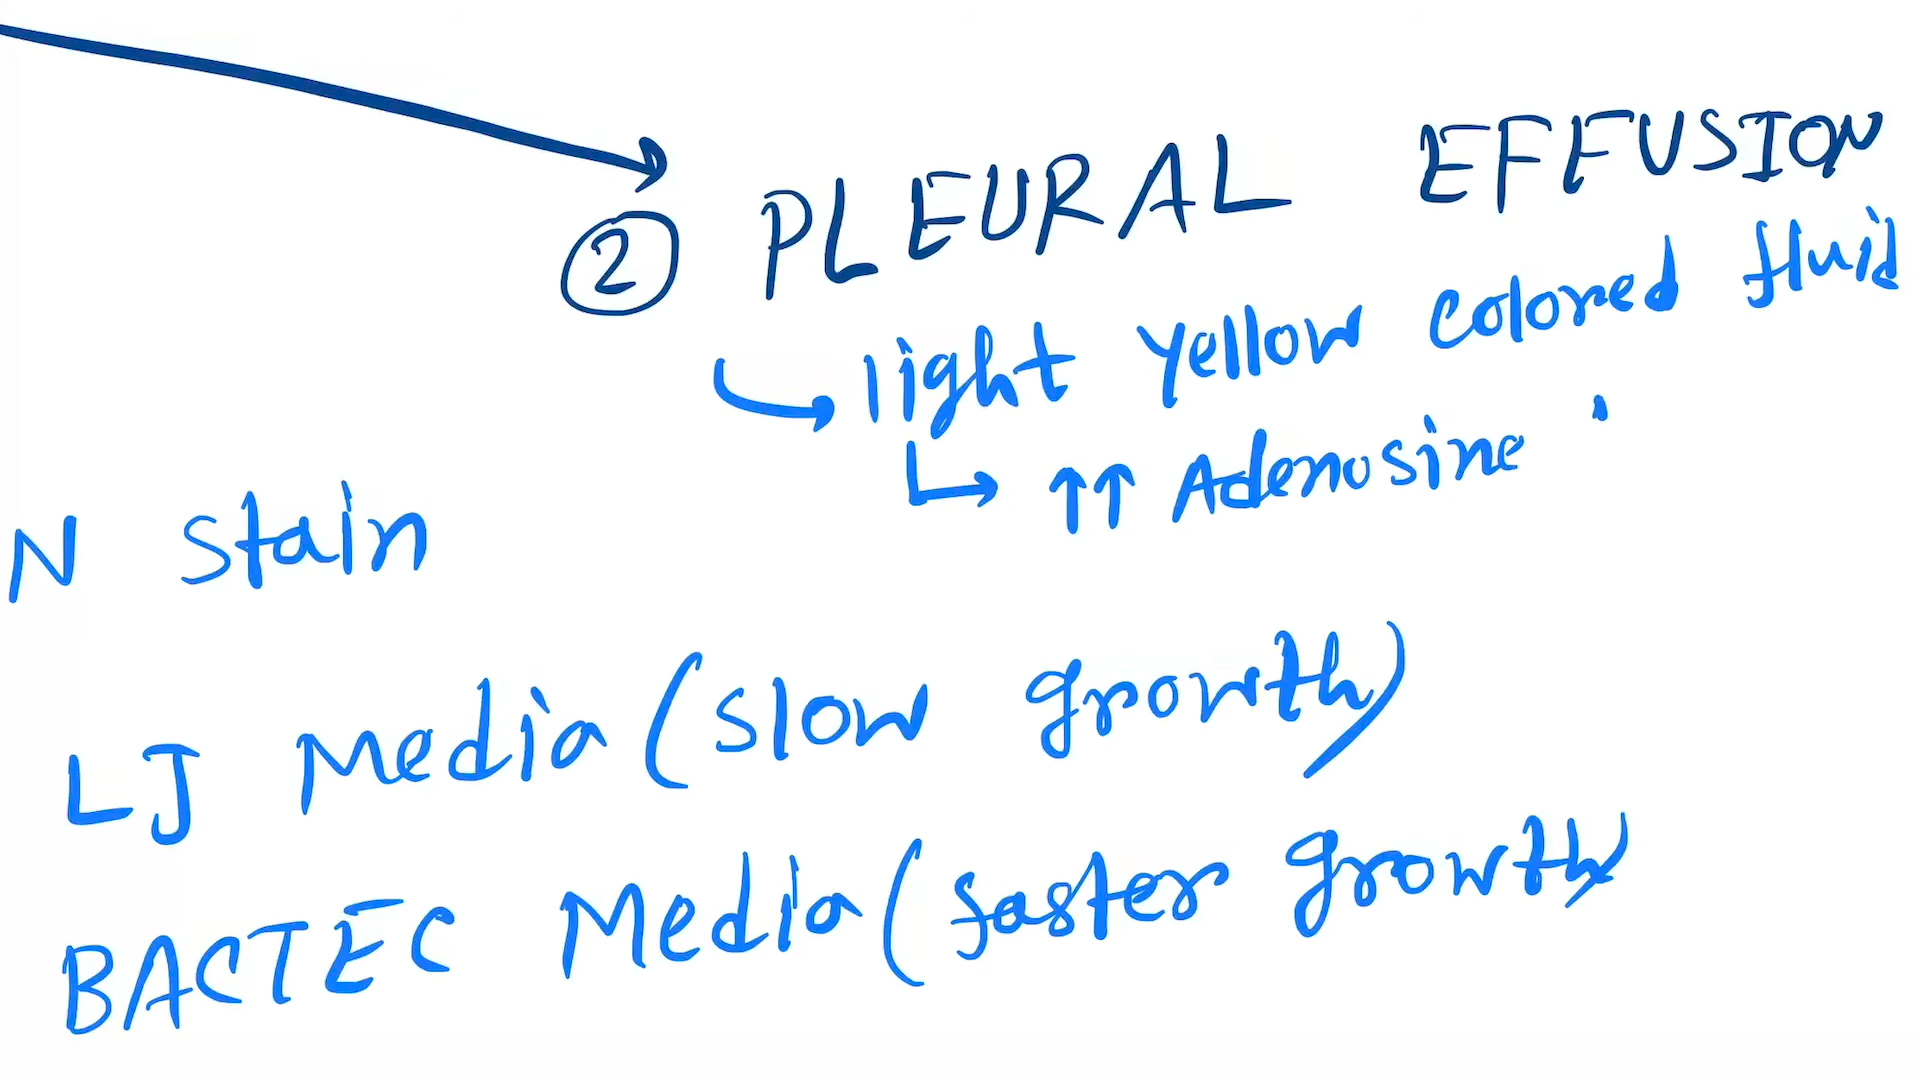 ② PLEURAL EFFUSION
light yellow colored fluid
↑↑ Adenosine
N stain
LJ Media (slow growth)
BACTEC Media (faster growth